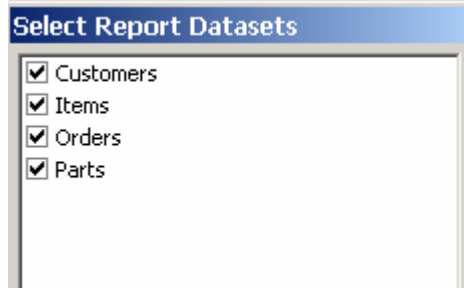 Select Report Datasets
Customers
Items
Orders
Parts